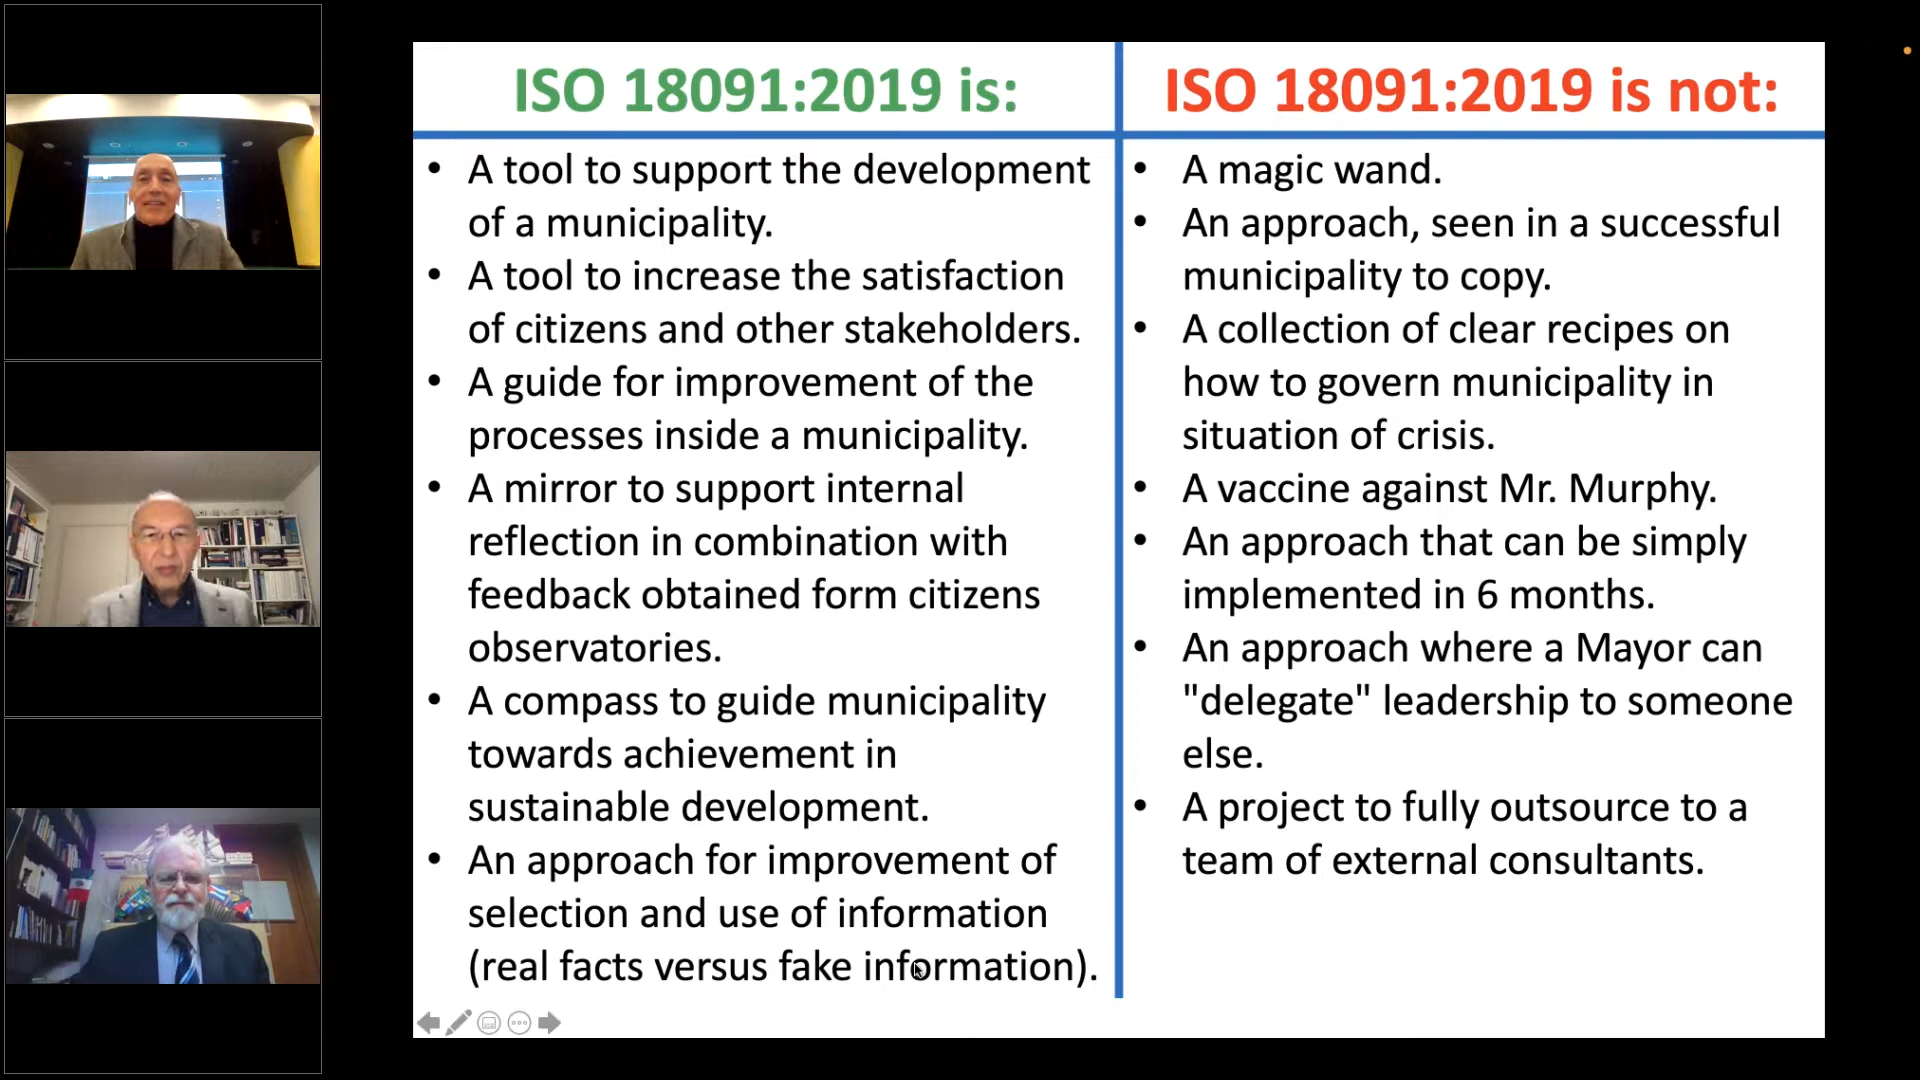 ISO 18091:2019 is:
• A tool to support the development
of a municipality.
• A tool to increase the satisfaction
of citizens and other stakeholders.
• A guide for improvement of the
processes inside a municipality.
• A mirror to support internal
reflection in combination with
feedback obtained form citizens
observatories.
• A compass to guide municipality
towards achievement in
sustainable development.
• An approach for improvement of
selection and use of information
(real facts versus fake information).
ISO 18091:2019 is not:
• A magic wand.
• An approach, seen in a successful
municipality to copy.
• A collection of clear recipes on
how to govern municipality in
situation of crisis.
• A vaccine against Mr. Murphy.
• An approach that can be simply
implemented in 6 months.
• An approach where a Mayor can
"delegate" leadership to someone
else.
• A project to fully outsource to a
team of external consultants.